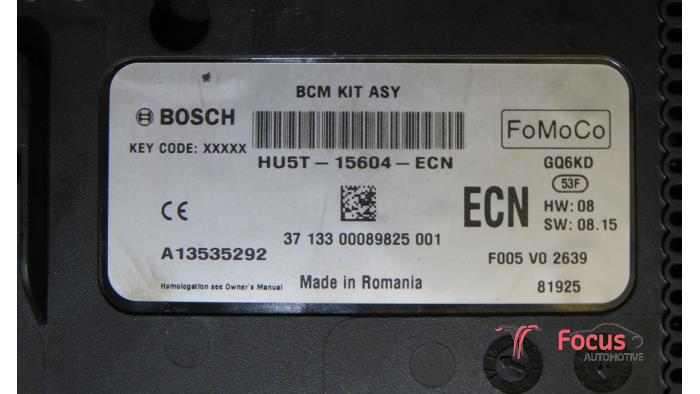 BCM KIT ASY
BOSCH
FoMoCo
KEY CODE: XXXXX
HU5T-15604-ECN
GQ6KD
53F
ECN
HW: 08
SW: 08.15
CE
37 133 00089825 001
A13535292
F005 V0 2639
Homologation see Owner's Manual
Made in Romania
81925
Focus
AUTOMOTIVE